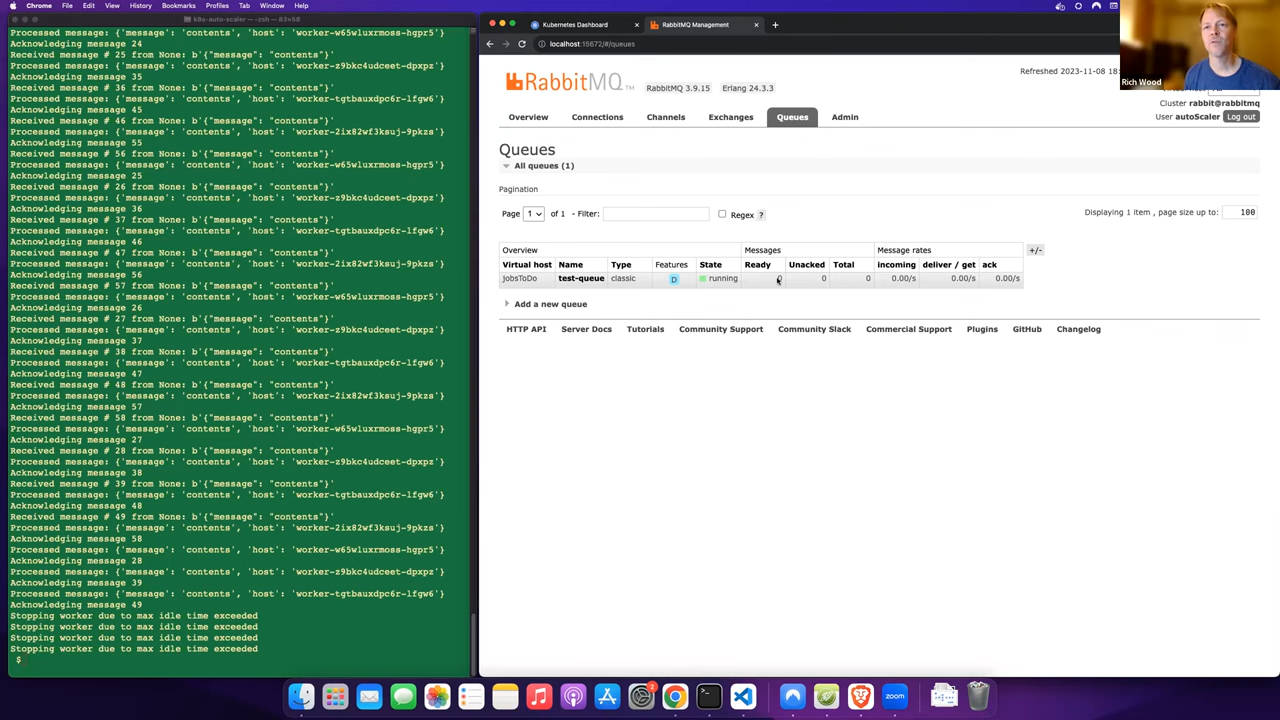 Chrome File Edit View History Bookmarks Profiles Tab Window Help
k8s-auto-scaler — -zsh — 83×58
Processed message: {'message': 'contents', 'host': 'worker-w65wluxrmoss-hgpr5'}
Acknowledging message 24
Received message # 25 from None: b'{"message": "contents"}'
Processed message: {'message': 'contents', 'host': 'worker-z9bkc4udceet-dpxpz'}
Acknowledging message 35
Received message # 36 from None: b'{"message": "contents"}'
Processed message: {'message': 'contents', 'host': 'worker-tgtbauxdpc6r-lfgw6'}
Acknowledging message 45
Received message # 46 from None: b'{"message": "contents"}'
Processed message: {'message': 'contents', 'host': 'worker-2ix82wf3ksuj-9pkzs'}
Acknowledging message 55
Received message # 56 from None: b'{"message": "contents"}'
Processed message: {'message': 'contents', 'host': 'worker-w65wluxrmoss-hgpr5'}
Acknowledging message 25
Received message # 26 from None: b'{"message": "contents"}'
Processed message: {'message': 'contents', 'host': 'worker-z9bkc4udceet-dpxpz'}
Acknowledging message 36
Received message # 37 from None: b'{"message": "contents"}'
Processed message: {'message': 'contents', 'host': 'worker-tgtbauxdpc6r-lfgw6'}
Acknowledging message 46
Received message # 47 from None: b'{"message": "contents"}'
Processed message: {'message': 'contents', 'host': 'worker-2ix82wf3ksuj-9pkzs'}
Acknowledging message 56
Received message # 57 from None: b'{"message": "contents"}'
Processed message: {'message': 'contents', 'host': 'worker-w65wluxrmoss-hgpr5'}
Acknowledging message 26
Received message # 27 from None: b'{"message": "contents"}'
Processed message: {'message': 'contents', 'host': 'worker-z9bkc4udceet-dpxpz'}
Acknowledging message 37
Received message # 38 from None: b'{"message": "contents"}'
Processed message: {'message': 'contents', 'host': 'worker-tgtbauxdpc6r-lfgw6'}
Acknowledging message 47
Received message # 48 from None: b'{"message": "contents"}'
Processed message: {'message': 'contents', 'host': 'worker-2ix82wf3ksuj-9pkzs'}
Acknowledging message 57
Received message # 58 from None: b'{"message": "contents"}'
Processed message: {'message': 'contents', 'host': 'worker-w65wluxrmoss-hgpr5'}
Acknowledging message 27
Received message # 28 from None: b'{"message": "contents"}'
Processed message: {'message': 'contents', 'host': 'worker-z9bkc4udceet-dpxpz'}
Acknowledging message 38
Received message # 39 from None: b'{"message": "contents"}'
Processed message: {'message': 'contents', 'host': 'worker-tgtbauxdpc6r-lfgw6'}
Acknowledging message 48
Received message # 49 from None: b'{"message": "contents"}'
Processed message: {'message': 'contents', 'host': 'worker-2ix82wf3ksuj-9pkzs'}
Acknowledging message 58
Processed message: {'message': 'contents', 'host': 'worker-w65wluxrmoss-hgpr5'}
Acknowledging message 28
Processed message: {'message': 'contents', 'host': 'worker-z9bkc4udceet-dpxpz'}
Acknowledging message 39
Processed message: {'message': 'contents', 'host': 'worker-tgtbauxdpc6r-lfgw6'}
Acknowledging message 49
Stopping worker due to max idle time exceeded
Stopping worker due to max idle time exceeded
Stopping worker due to max idle time exceeded
Stopping worker due to max idle time exceeded
$
Kubernetes Dashboard
RabbitMQ Management
localhost:15672/#/queues
Rich Wood
RabbitMQ TM RabbitMQ 3.9.15 Erlang 24.3.3
Refreshed 2023-11-08 18:
Cluster rabbit@rabbitmq
User autoScaler Log out
Overview Connections Channels Exchanges Queues Admin
Queues
All queues (1)
Pagination
Page 1 of 1 - Filter: Regex ?
Displaying 1 item , page size up to: 100
Overview Messages Message rates +/-
Virtual host Name Type Features State Ready Unacked Total incoming deliver / get ack
jobsToDo test-queue classic D running 0 0 0 0.00/s 0.00/s 0.00/s
Add a new queue
HTTP API Server Docs Tutorials Community Support Community Slack Commercial Support Plugins GitHub Changelog
2
zoom